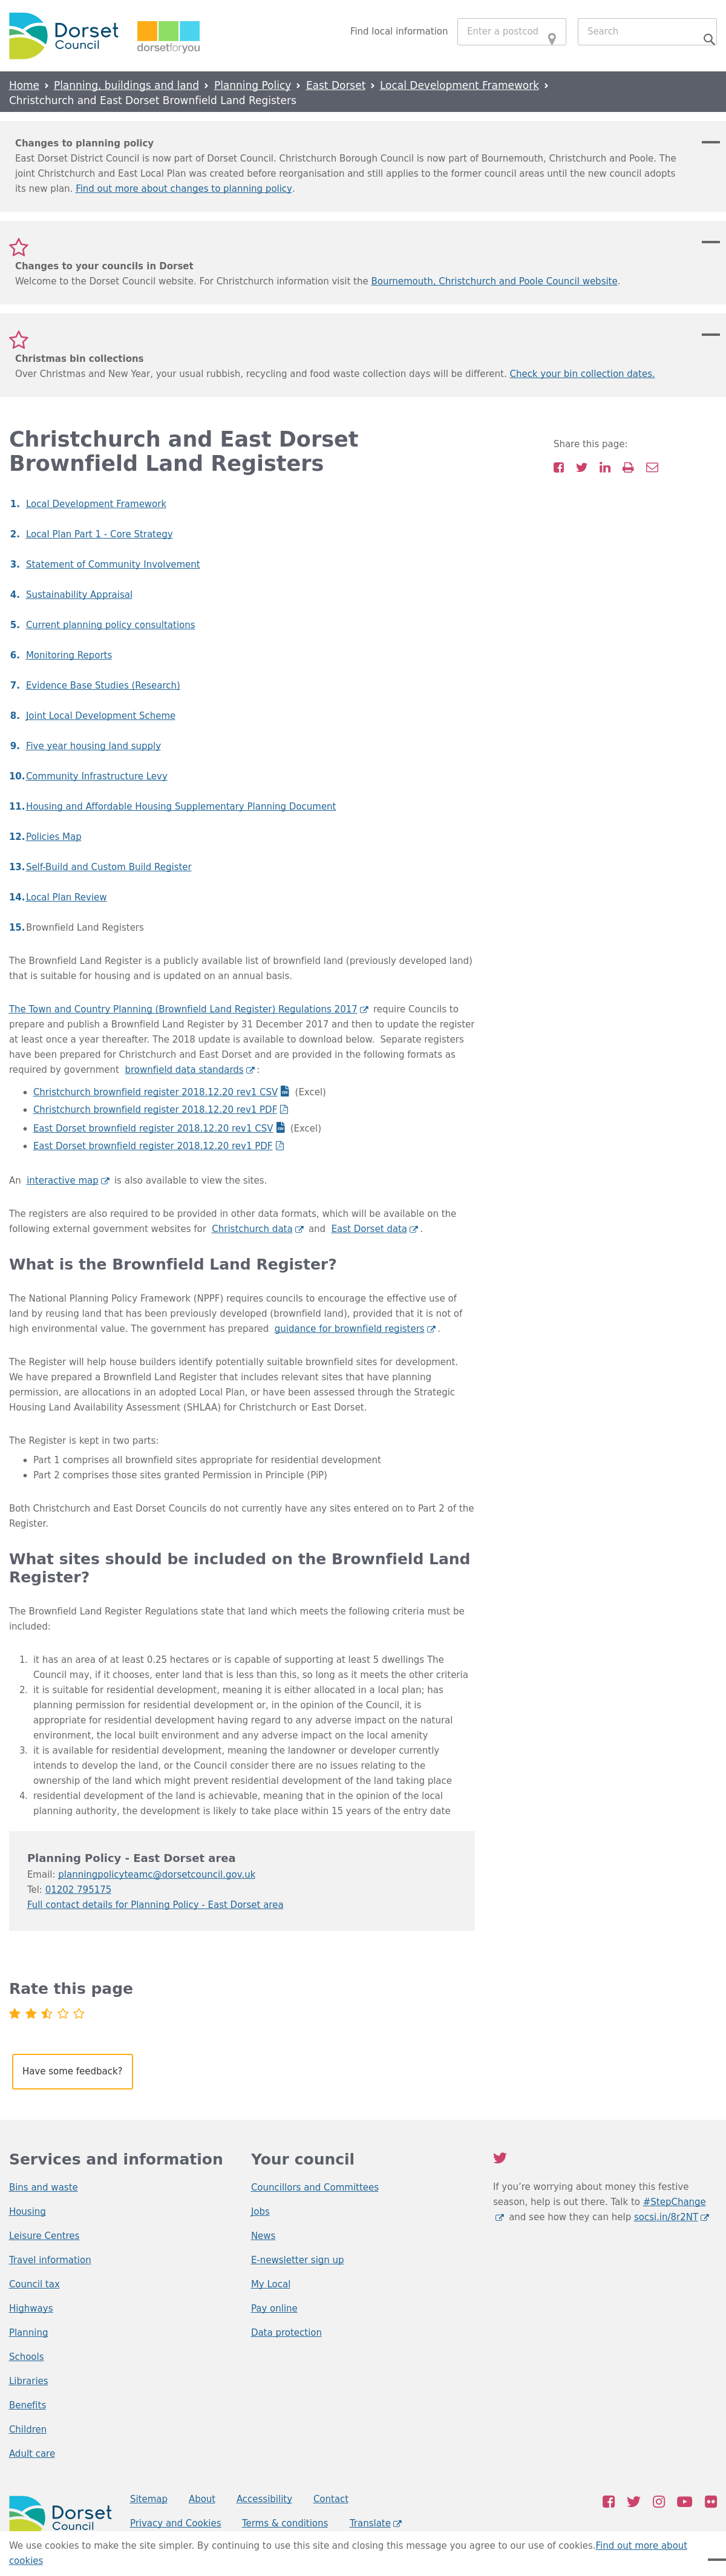 Dorset Council
dorsetforyou
Find local information
Enter a postcod
Search
Home > Planning, buildings and land > Planning Policy > East Dorset > Local Development Framework >
Christchurch and East Dorset Brownfield Land Registers
Changes to planning policy
East Dorset District Council is now part of Dorset Council. Christchurch Borough Council is now part of Bournemouth, Christchurch and Poole. The
joint Christchurch and East Local Plan was created before reorganisation and still applies to the former council areas until the new council adopts
its new plan. Find out more about changes to planning policy.
Changes to your councils in Dorset
Welcome to the Dorset Council website. For Christchurch information visit the Bournemouth, Christchurch and Poole Council website.
Christmas bin collections
Over Christmas and New Year, your usual rubbish, recycling and food waste collection days will be different. Check your bin collection dates.
Christchurch and East Dorset
Brownfield Land Registers
Share this page:
1. Local Development Framework
2. Local Plan Part 1 - Core Strategy
3. Statement of Community Involvement
4. Sustainability Appraisal
5. Current planning policy consultations
6. Monitoring Reports
7. Evidence Base Studies (Research)
8. Joint Local Development Scheme
9. Five year housing land supply
10. Community Infrastructure Levy
11. Housing and Affordable Housing Supplementary Planning Document
12. Policies Map
13. Self-Build and Custom Build Register
14. Local Plan Review
15. Brownfield Land Registers
The Brownfield Land Register is a publicly available list of brownfield land (previously developed land)
that is suitable for housing and is updated on an annual basis.
The Town and Country Planning (Brownfield Land Register) Regulations 2017 require Councils to
prepare and publish a Brownfield Land Register by 31 December 2017 and then to update the register
at least once a year thereafter. The 2018 update is available to download below. Separate registers
have been prepared for Christchurch and East Dorset and are provided in the following formats as
required by government brownfield data standards :
• Christchurch brownfield register 2018.12.20 rev1 CSV (Excel)
• Christchurch brownfield register 2018.12.20 rev1 PDF
• East Dorset brownfield register 2018.12.20 rev1 CSV (Excel)
• East Dorset brownfield register 2018.12.20 rev1 PDF
An interactive map is also available to view the sites.
The registers are also required to be provided in other data formats, which will be available on the
following external government websites for Christchurch data and East Dorset data .
What is the Brownfield Land Register?
The National Planning Policy Framework (NPPF) requires councils to encourage the effective use of
land by reusing land that has been previously developed (brownfield land), provided that it is not of
high environmental value. The government has prepared guidance for brownfield registers .
The Register will help house builders identify potentially suitable brownfield sites for development.
We have prepared a Brownfield Land Register that includes relevant sites that have planning
permission, are allocations in an adopted Local Plan, or have been assessed through the Strategic
Housing Land Availability Assessment (SHLAA) for Christchurch or East Dorset.
The Register is kept in two parts:
• Part 1 comprises all brownfield sites appropriate for residential development
• Part 2 comprises those sites granted Permission in Principle (PiP)
Both Christchurch and East Dorset Councils do not currently have any sites entered on to Part 2 of the
Register.
What sites should be included on the Brownfield Land
Register?
The Brownfield Land Register Regulations state that land which meets the following criteria must be
included:
1. it has an area of at least 0.25 hectares or is capable of supporting at least 5 dwellings The
Council may, if it chooses, enter land that is less than this, so long as it meets the other criteria
2. it is suitable for residential development, meaning it is either allocated in a local plan; has
planning permission for residential development or, in the opinion of the Council, it is
appropriate for residential development having regard to any adverse impact on the natural
environment, the local built environment and any adverse impact on the local amenity
3. it is available for residential development, meaning the landowner or developer currently
intends to develop the land, or the Council consider there are no issues relating to the
ownership of the land which might prevent residential development of the land taking place
4. residential development of the land is achievable, meaning that in the opinion of the local
planning authority, the development is likely to take place within 15 years of the entry date
Planning Policy - East Dorset area
Email: planningpolicyteamc@dorsetcouncil.gov.uk
Tel: 01202 795175
Full contact details for Planning Policy - East Dorset area
Rate this page
Have some feedback?
Services and information
Bins and waste
Housing
Leisure Centres
Travel information
Council tax
Highways
Planning
Schools
Libraries
Benefits
Children
Adult care
Your council
Councillors and Committees
Jobs
News
E-newsletter sign up
My Local
Pay online
Data protection
If you're worrying about money this festive
season, help is out there. Talk to #StepChange
and see how they can help socsi.in/8r2NT
Dorset Council
Sitemap About Accessibility Contact
Privacy and Cookies Terms & conditions Translate
We use cookies to make the site simpler. By continuing to use this site and closing this message you agree to our use of cookies.Find out more about
cookies